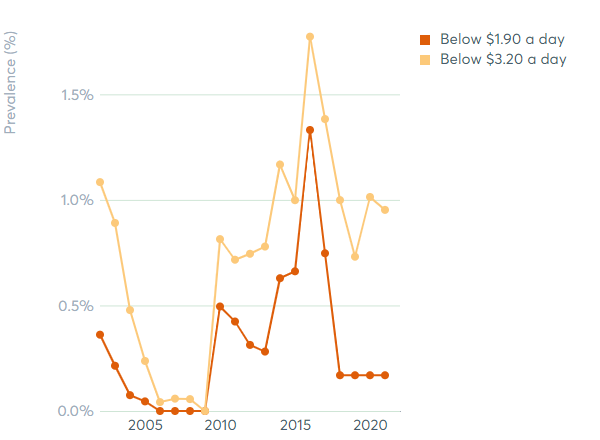 Prevalence (%)
Below $1.90 a day
Below $3.20 a day
1.5%
1.0%
0.5%
0.0%
2005 2010 2015 2020